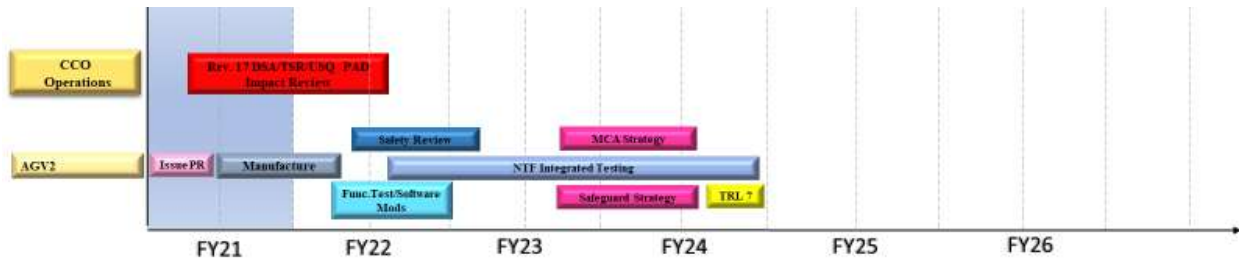 CCO
Operations
Rev. 17 DSA/TSR/USQ PAD
Impact Review
Safety Review
MCA Strategy
AGV2
Issue PR
Manufacture
NTF Integrated Testing
Func.Test/Software
Mods
Safeguard Strategy
TRL 7
FY21
FY22
FY23
FY24
FY25
FY26